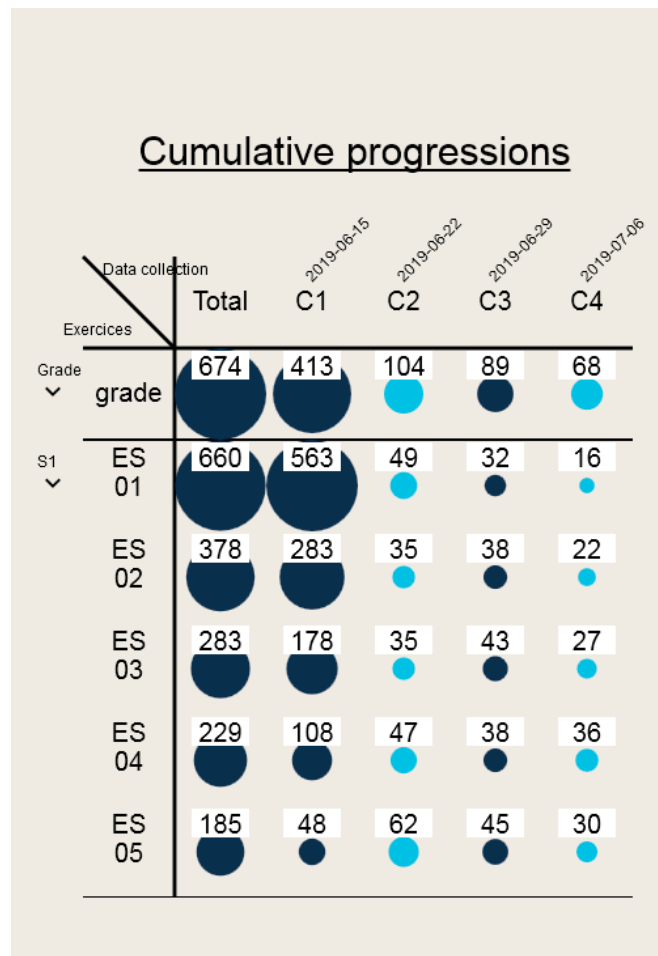 Cumulative progressions
2019-06-15 2019-06-22 2019-06-29 2019-07-06
Data collection
Total C1 C2 C3 C4
Exercices
Grade
grade 674 413 104 89 68
S1
ES 01 660 563 49 32 16
ES 02 378 283 35 38 22
ES 03 283 178 35 43 27
ES 04 229 108 47 38 36
ES 05 185 48 62 45 30